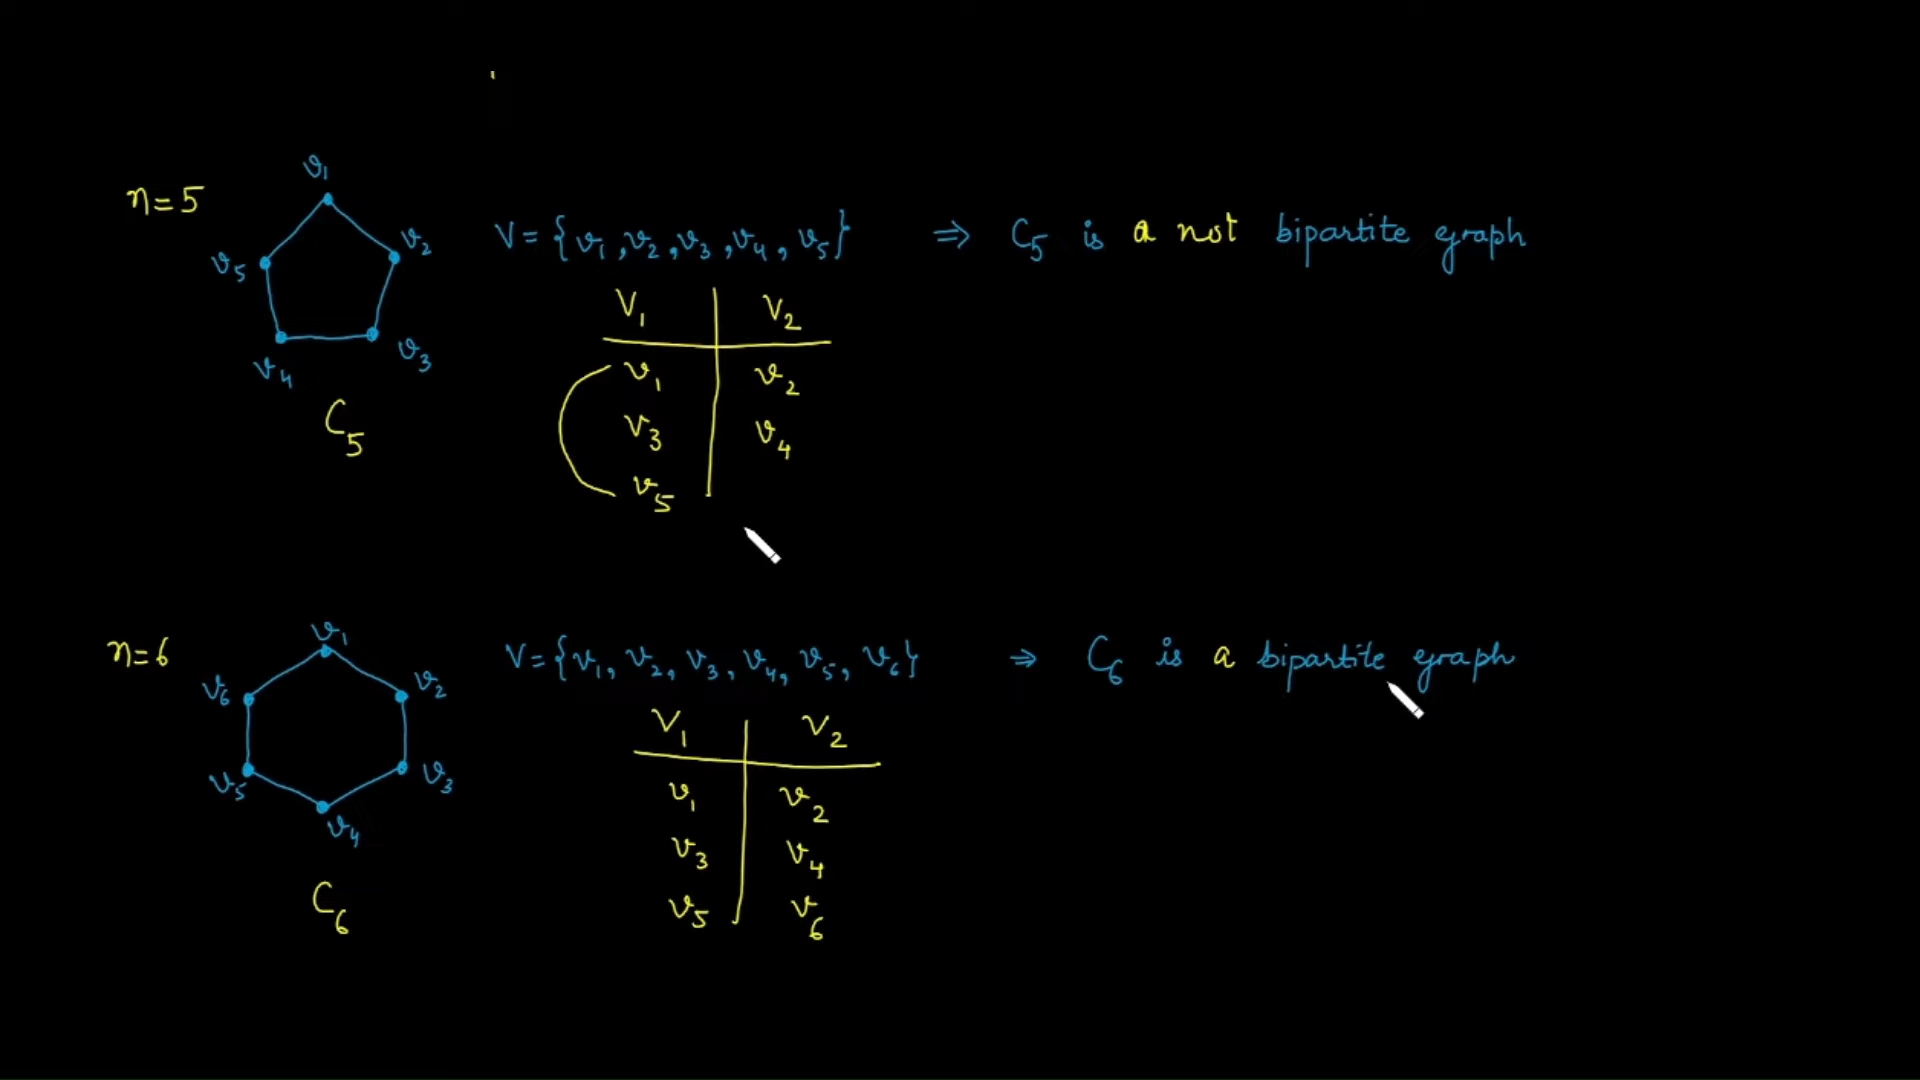 n=5
v₁
v₂
v₅
v₃
v₄
C₅
V = {v₁, v₂, v₃, v₄, v₅} ⇒ C₅ is a not bipartite graph
V₁ V₂
v₁ v₂
v₃ v₄
v₅
n=6
v₁
v₆ v₂
v₅ v₃
v₄
C₆
V = {v₁, v₂, v₃, v₄, v₅, v₆} ⇒ C₆ is a bipartite graph
V₁ V₂
v₁ v₂
v₃ v₄
v₅ v₆